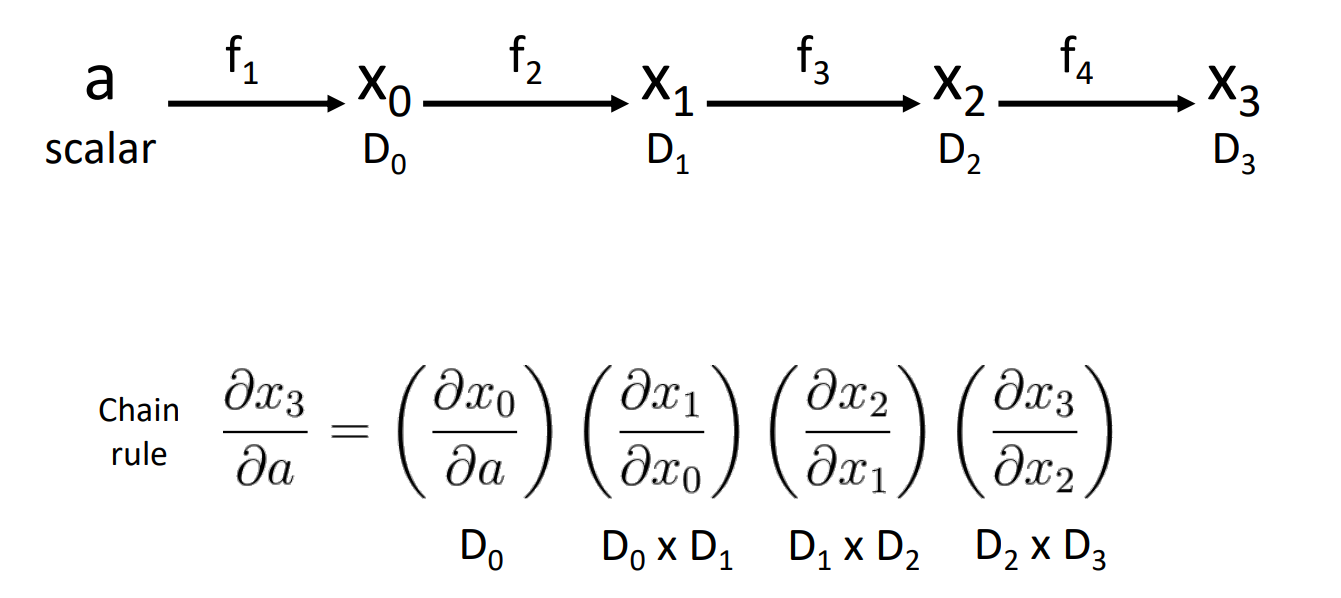 f₁ f₂ f₃ f₄
a x₀ x₁ x₂ x₃
scalar D₀ D₁ D₂ D₃
Chain rule ∂x₃/∂a = (∂x₀/∂a) (∂x₁/∂x₀) (∂x₂/∂x₁) (∂x₃/∂x₂)
D₀ D₀ x D₁ D₁ x D₂ D₂ x D₃